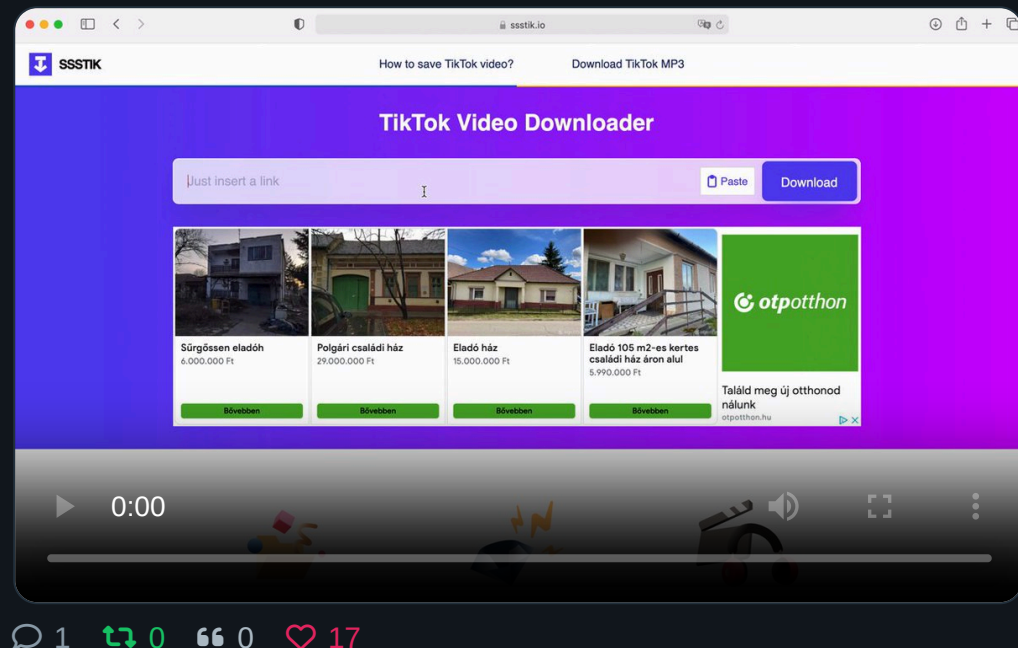 ssstik.io
SSSTIK
How to save TikTok video?
Download TikTok MP3
TikTok Video Downloader
Just insert a link
Paste
Download
Sűrgőssen eladóh
6.000.000 Ft
Bővebben
Polgári családi ház
29.000.000 Ft
Bővebben
Eladó ház
15.000.000 Ft
Bővebben
Eladó 105 m2-es kertes
családi ház áron alul
5.990.000 Ft
Bővebben
otpotthon
Találd meg új otthonod
nálunk
otpotthon.hu
0:00
1 0 0 17